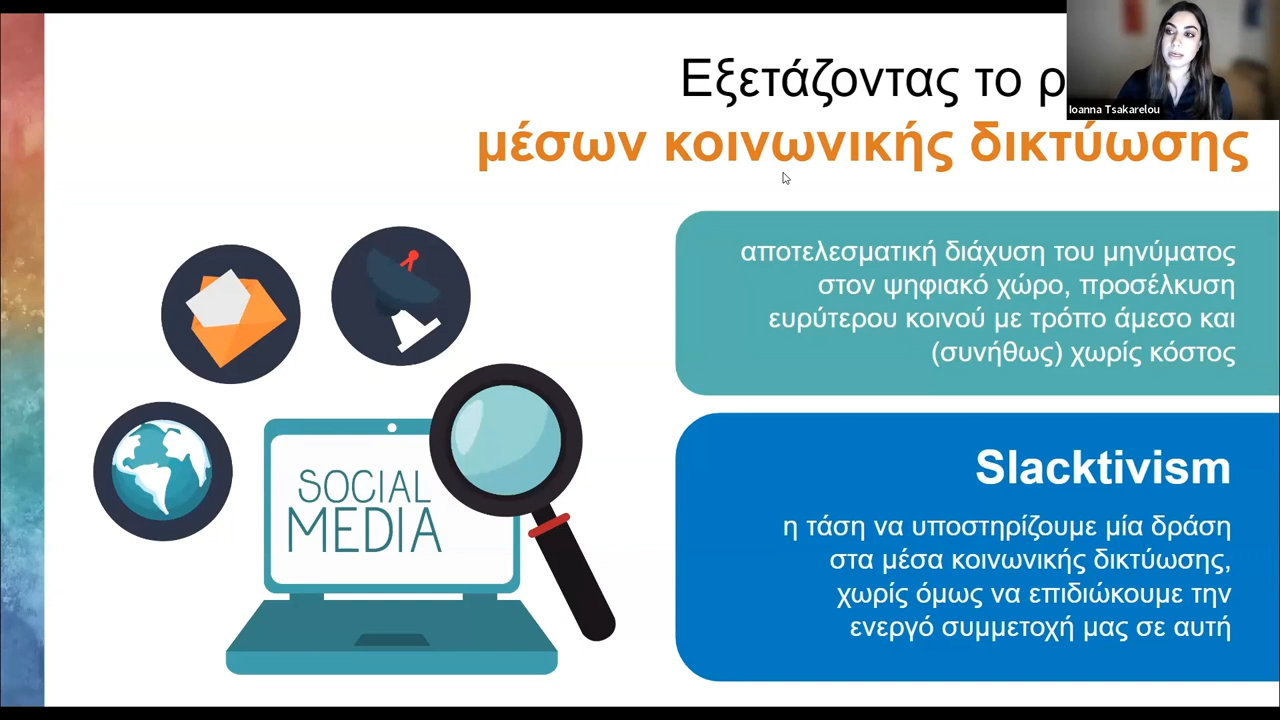 Εξετάζοντας το
μέσων κοινωνικής δικτύωσης
Ioanna Tsakarelou
αποτελεσματική διάχυση του μηνύματος
στον ψηφιακό χώρο, προσέλκυση
ευρύτερου κοινού με τρόπο άμεσο και
(συνήθως) χωρίς κόστος
SOCIAL
MEDIA
Slacktivism
η τάση να υποστηρίζουμε μία δράση
στα μέσα κοινωνικής δικτύωσης,
χωρίς όμως να επιδιώκουμε την
ενεργό συμμετοχή μας σε αυτή